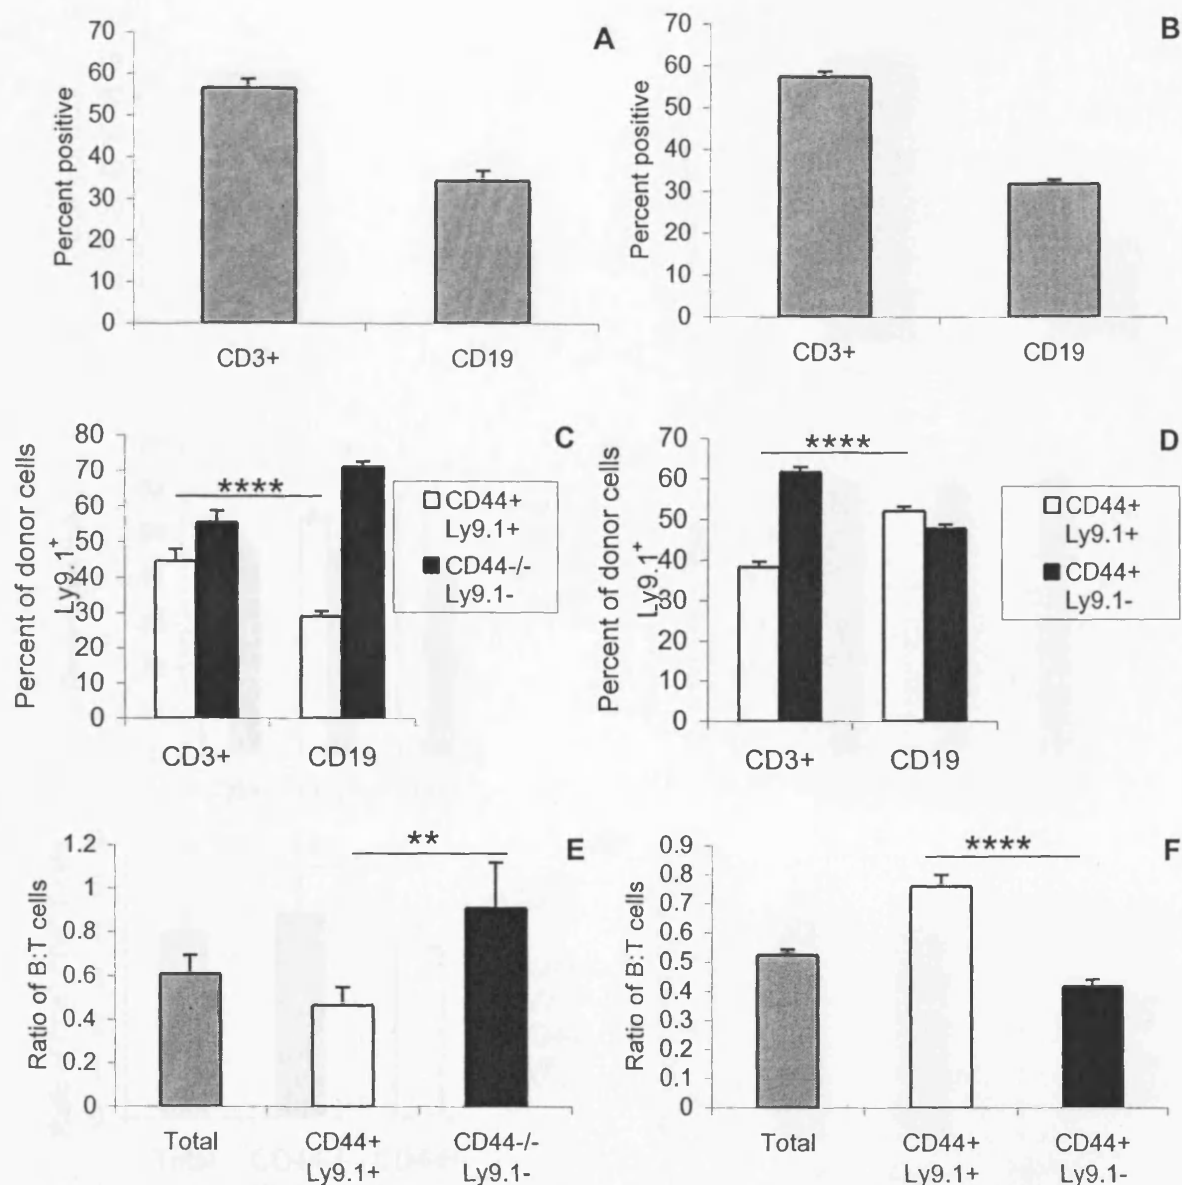 A
Percent positive
70
60
50
40
30
20
10
0
CD3+ CD19
B
Percent positive
70
60
50
40
30
20
10
0
CD3+ CD19
C
Percent of donor cells
Ly9.1+
80
70
60
50
40
30
20
10
0
****
CD3+ CD19
CD44+
Ly9.1+
CD44-/-
Ly9.1-
D
Percent of donor cells
Ly9.1+
70
60
50
40
30
20
10
0
****
CD3+ CD19
CD44+
Ly9.1+
CD44+
Ly9.1-
E
Ratio of B:T cells
1.2
1
0.8
0.6
0.4
0.2
0
**
Total CD44+ CD44-/-
Ly9.1+ Ly9.1-
F
Ratio of B:T cells
0.9
0.8
0.7
0.6
0.5
0.4
0.3
0.2
0.1
0
****
Total CD44+ CD44+
Ly9.1+ Ly9.1-